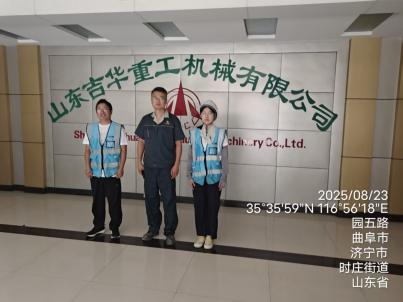 山东吉华重工机械有限公司
Sh hua chinery Co.,Ltd.
2025/08/23
35°35'59"N 116°56'18"E
园五路
曲阜市
济宁市
时庄街道
山东省